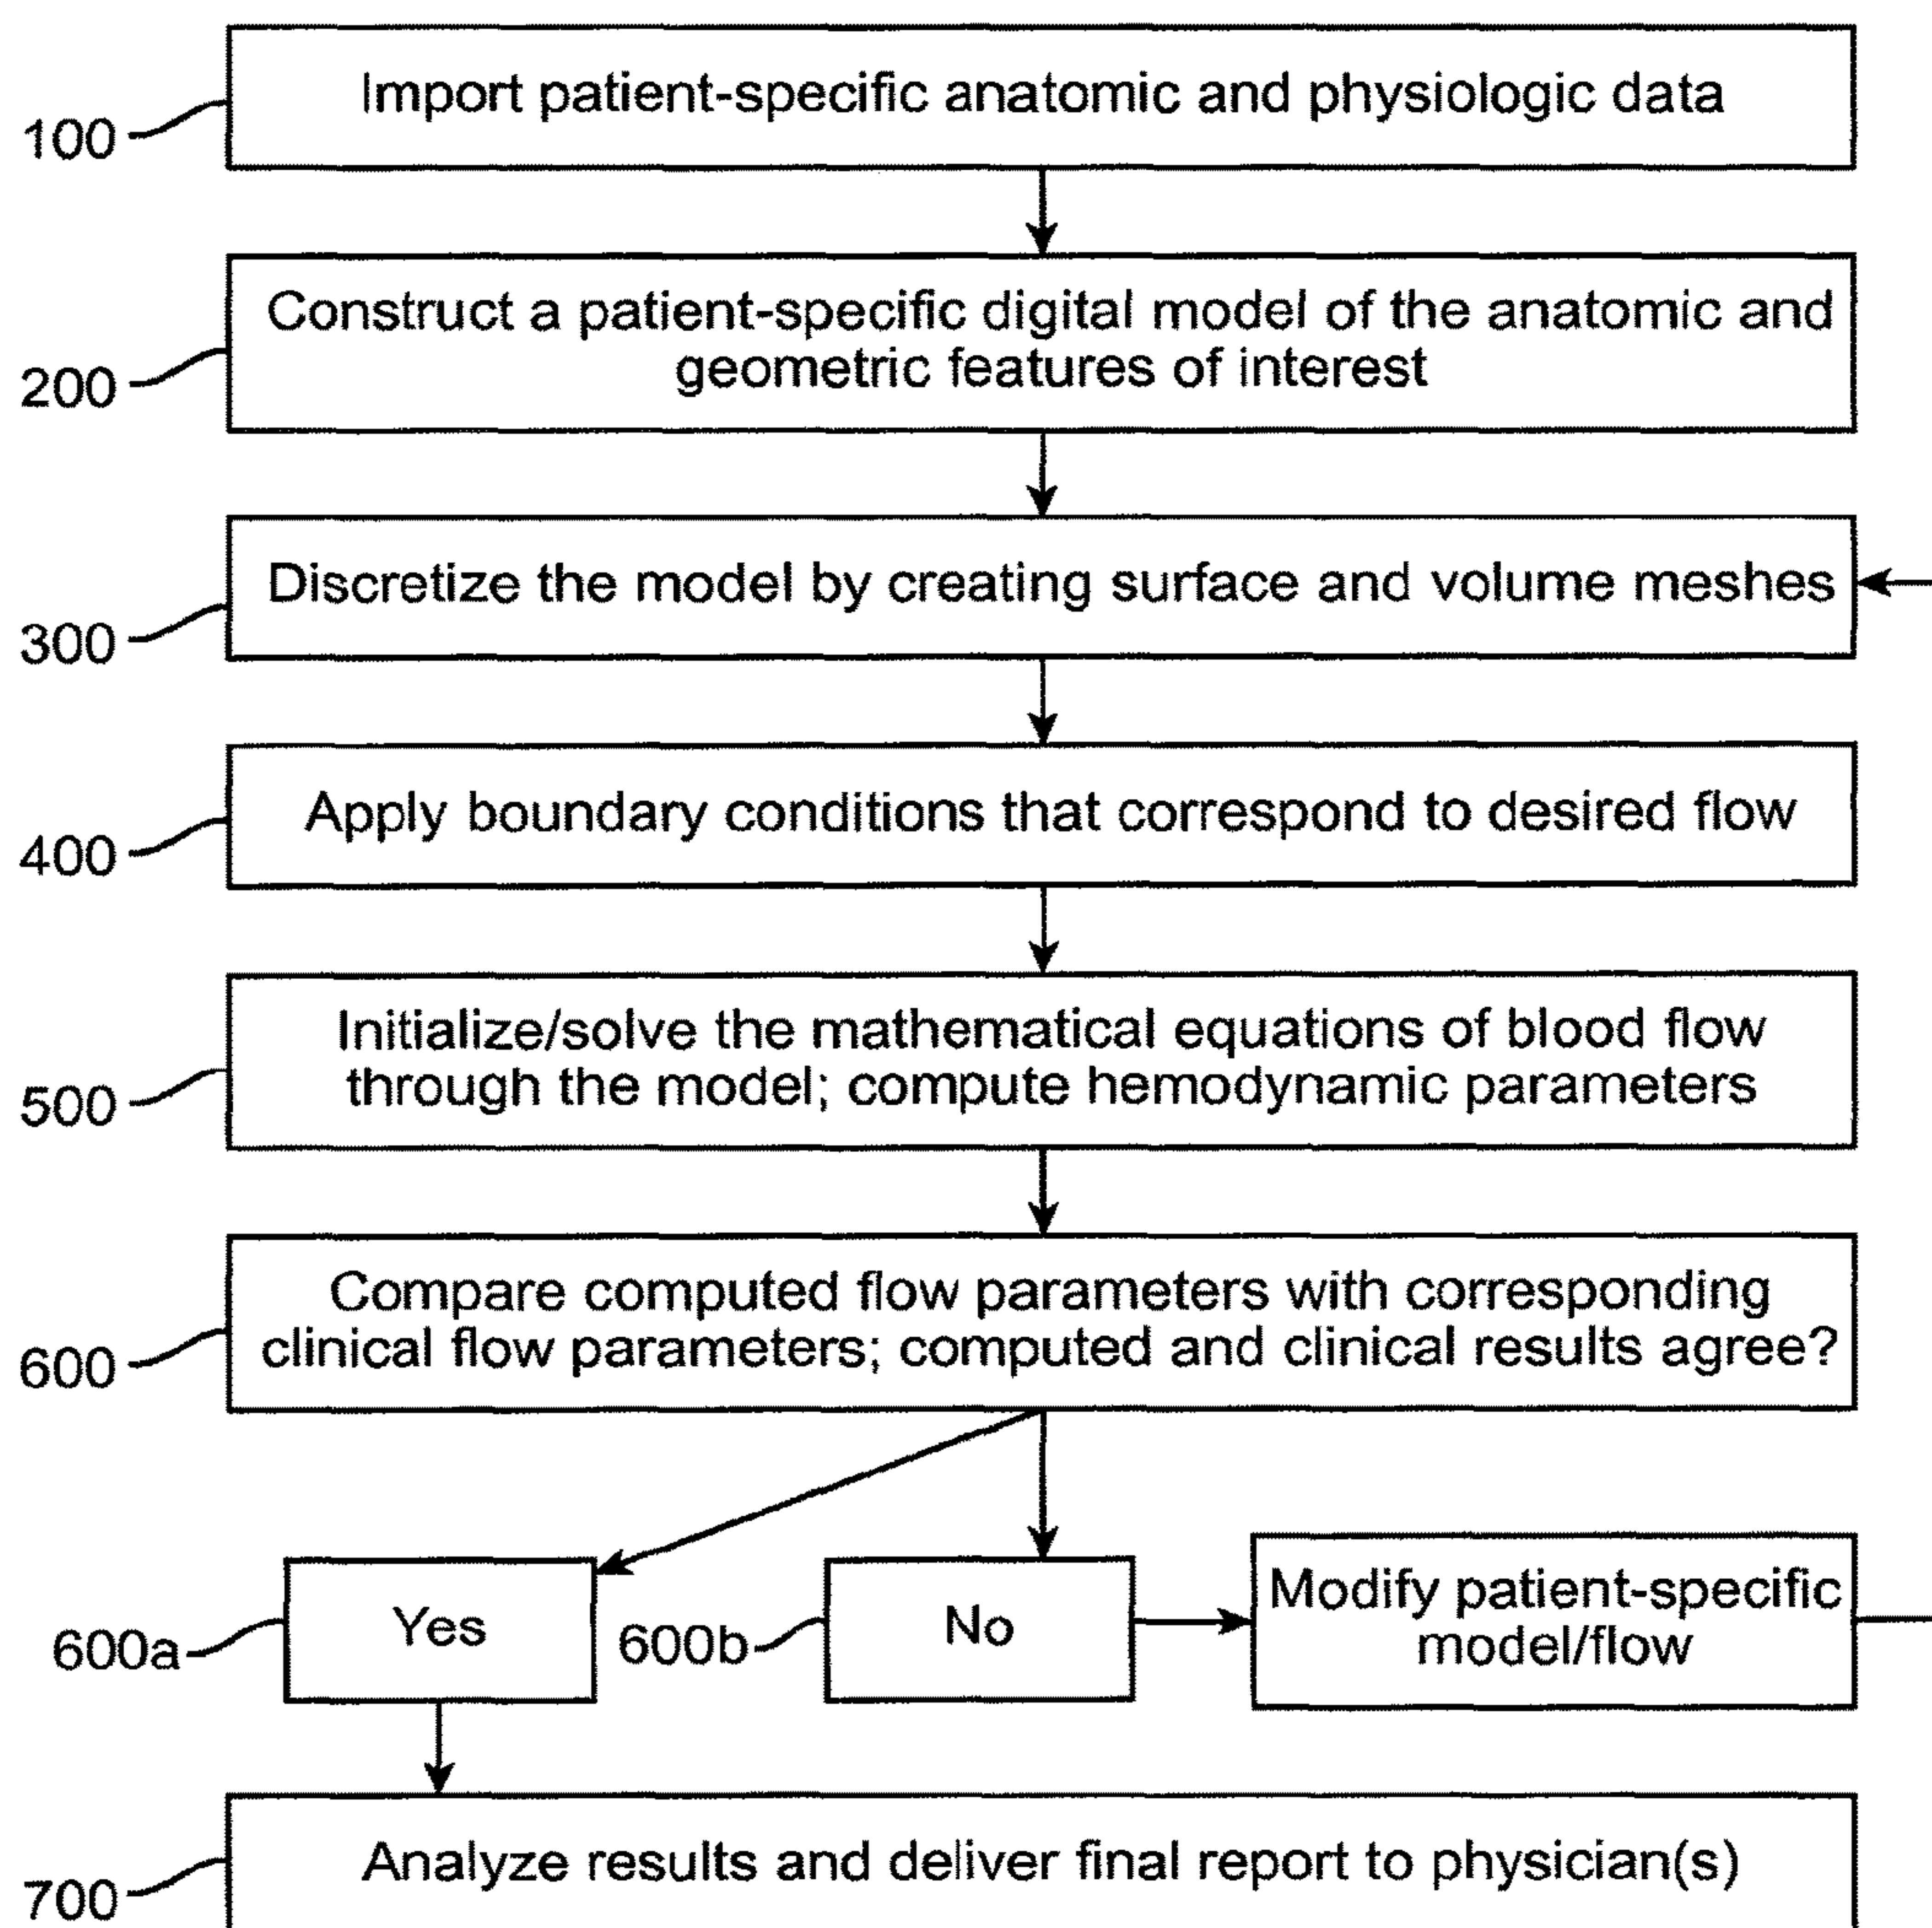 Import patient-specific anatomic and physiologic data
100
Construct a patient-specific digital model of the anatomic and
geometric features of interest
200
Discretize the model by creating surface and volume meshes
300
Apply boundary conditions that correspond to desired flow
400
Initialize/solve the mathematical equations of blood flow
through the model; compute hemodynamic parameters
500
Compare computed flow parameters with corresponding
clinical flow parameters; computed and clinical results agree?
600
Yes
600a
No
600b
Modify patient-specific
model/flow
Analyze results and deliver final report to physician(s)
700